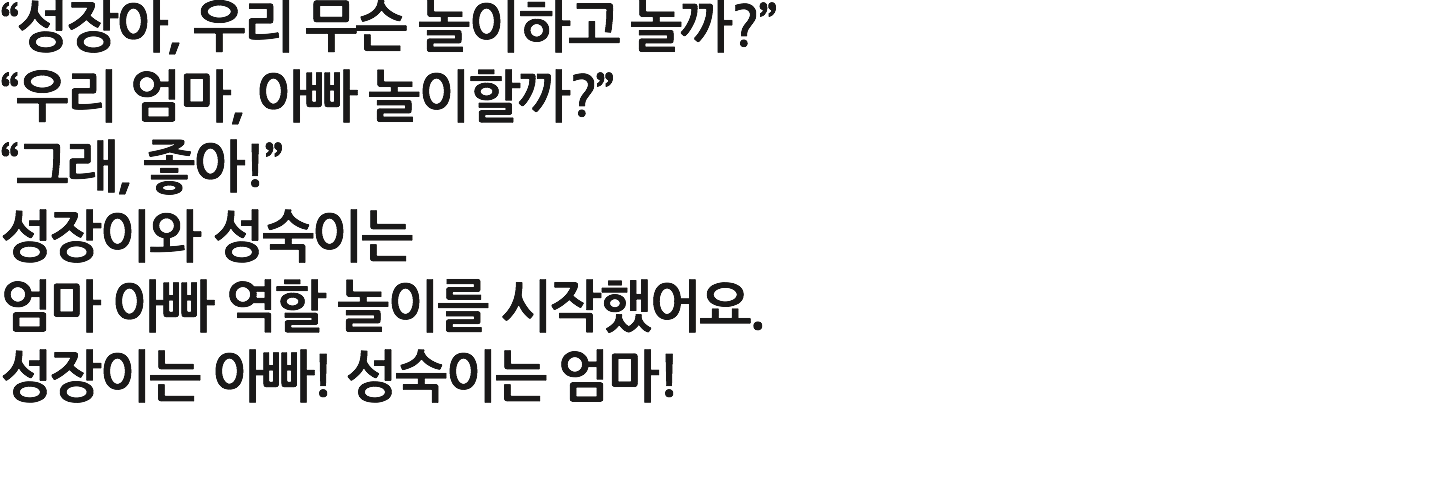 “성장아, 우리 무슨 놀이하고 놀까?”
“우리 엄마, 아빠 놀이할까?”
“그래, 좋아!”
성장이와 성숙이는
엄마 아빠 역할 놀이를 시작했어요.
성장이는 아빠! 성숙이는 엄마!